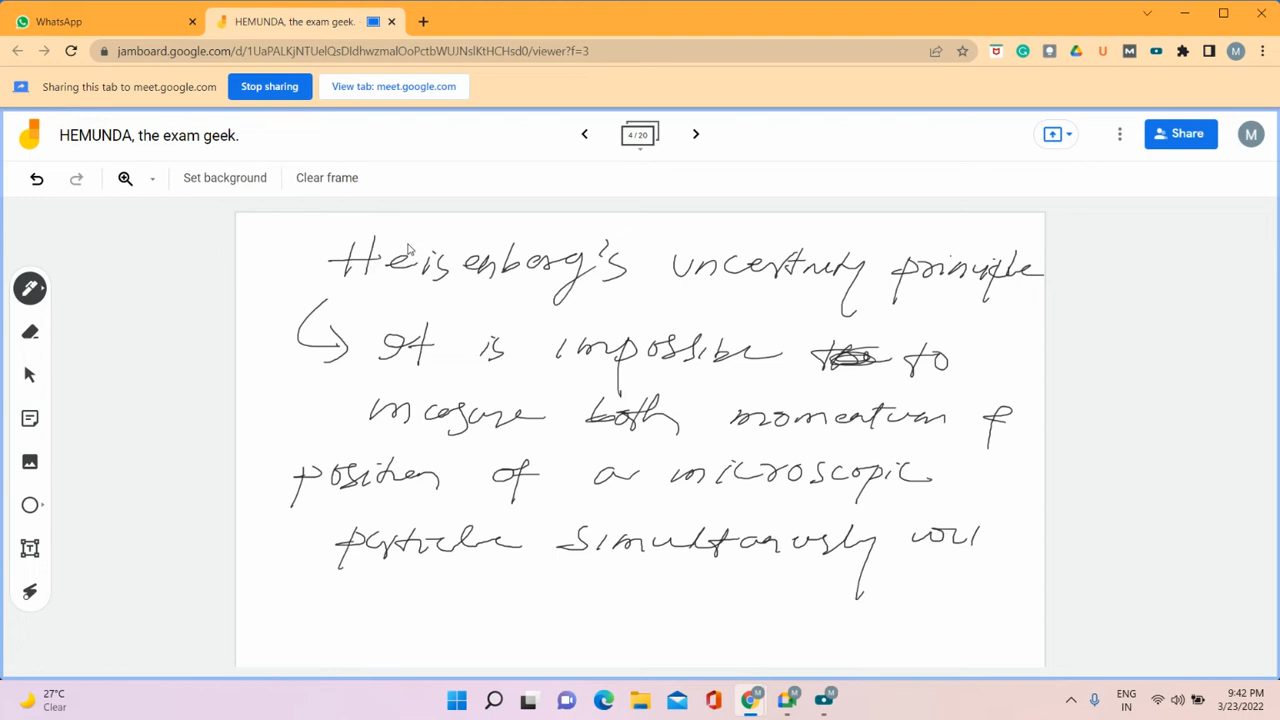 WhatsApp
HEMUNDA, the exam geek.
jamboard.google.com/d/1UaPALKjNTUelQsDIdhwzmalOoPctbWUJNslKtHCHsd0/viewer?f=3
Sharing this tab to meet.google.com
Stop sharing
View tab: meet.google.com
HEMUNDA, the exam geek.
4 / 20
Share
M
Set background
Clear frame
Heisenberg's uncertnity principle
It is impossible to
measure both momentum &
position of a microscopic
particle simultaneously
27°C
Clear
ENG
IN
9:42 PM
3/23/2022